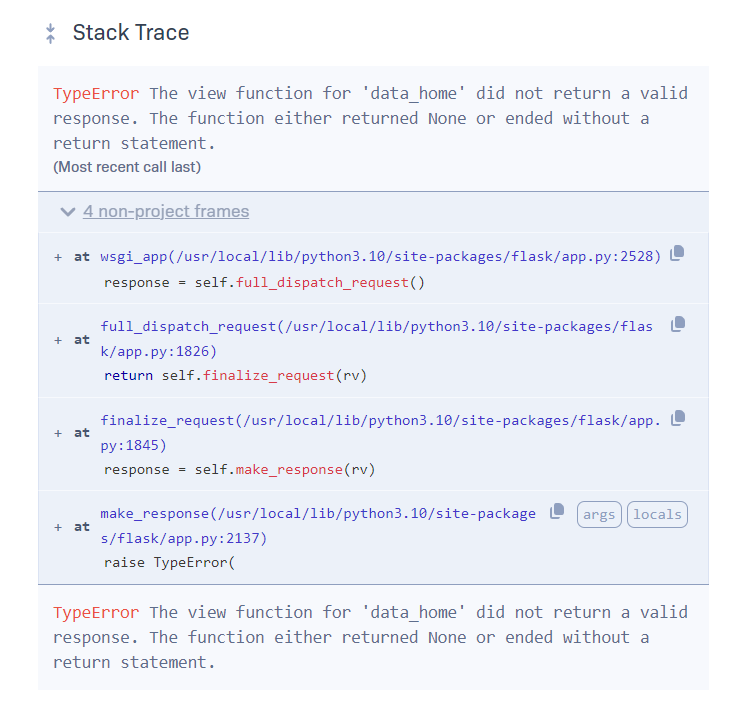 Stack Trace
TypeError The view function for 'data_home' did not return a valid
response. The function either returned None or ended without a
return statement.
(Most recent call last)
4 non-project frames
+ at wsgi_app(/usr/local/lib/python3.10/site-packages/flask/app.py:2528)
response = self.full_dispatch_request()
+ at full_dispatch_request(/usr/local/lib/python3.10/site-packages/flas
k/app.py:1826)
return self.finalize_request(rv)
+ at finalize_request(/usr/local/lib/python3.10/site-packages/flask/app.
py:1845)
response = self.make_response(rv)
+ at make_response(/usr/local/lib/python3.10/site-package args locals
s/flask/app.py:2137)
raise TypeError(
TypeError The view function for 'data_home' did not return a valid
response. The function either returned None or ended without a
return statement.